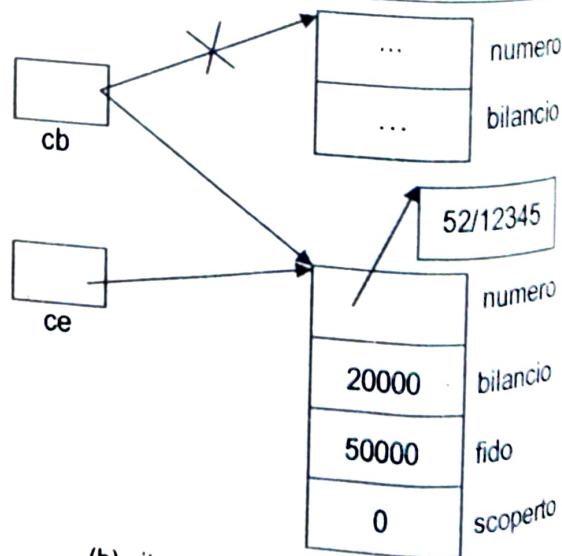 ...
numero
...
bilancio
cb
52/12345
ce
numero
20000
bilancio
50000
fido
0
scoperto
(b)